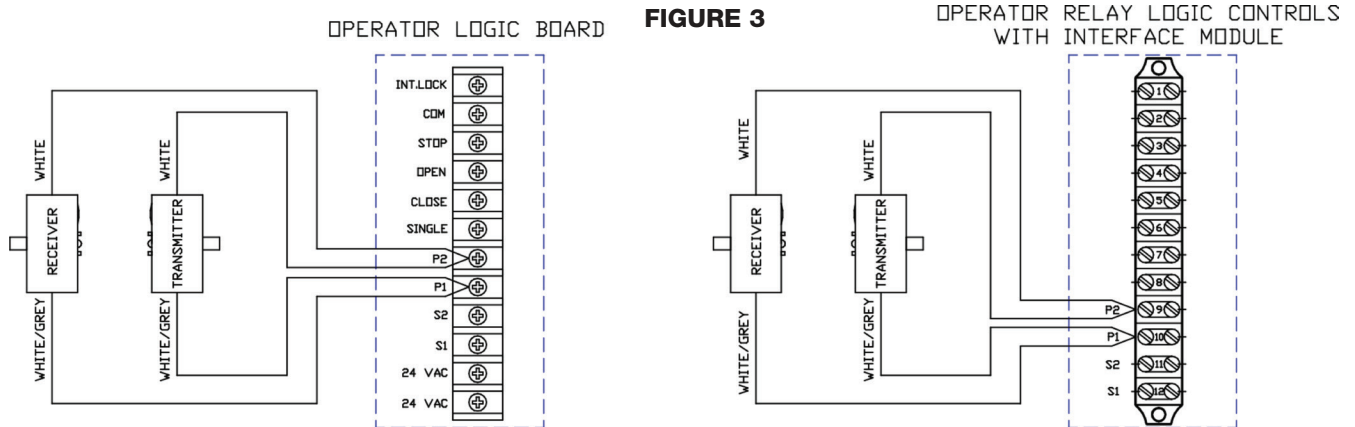 FIGURE 3
OPERATOR LOGIC BOARD
INT.LOCK
COM
STOP
OPEN
CLOSE
SINGLE
P2
P1
S2
S1
24 VAC
24 VAC
WHITE
WHITE
RECEIVER
TRANSMITTER
WHITE/GREY
WHITE/GREY
OPERATOR RELAY LOGIC CONTROLS
WITH INTERFACE MODULE
1
2
3
4
5
6
7
8
P2 9
P1 10
S2 11
S1 12
WHITE
WHITE
RECEIVER
TRANSMITTER
WHITE/GREY
WHITE/GREY